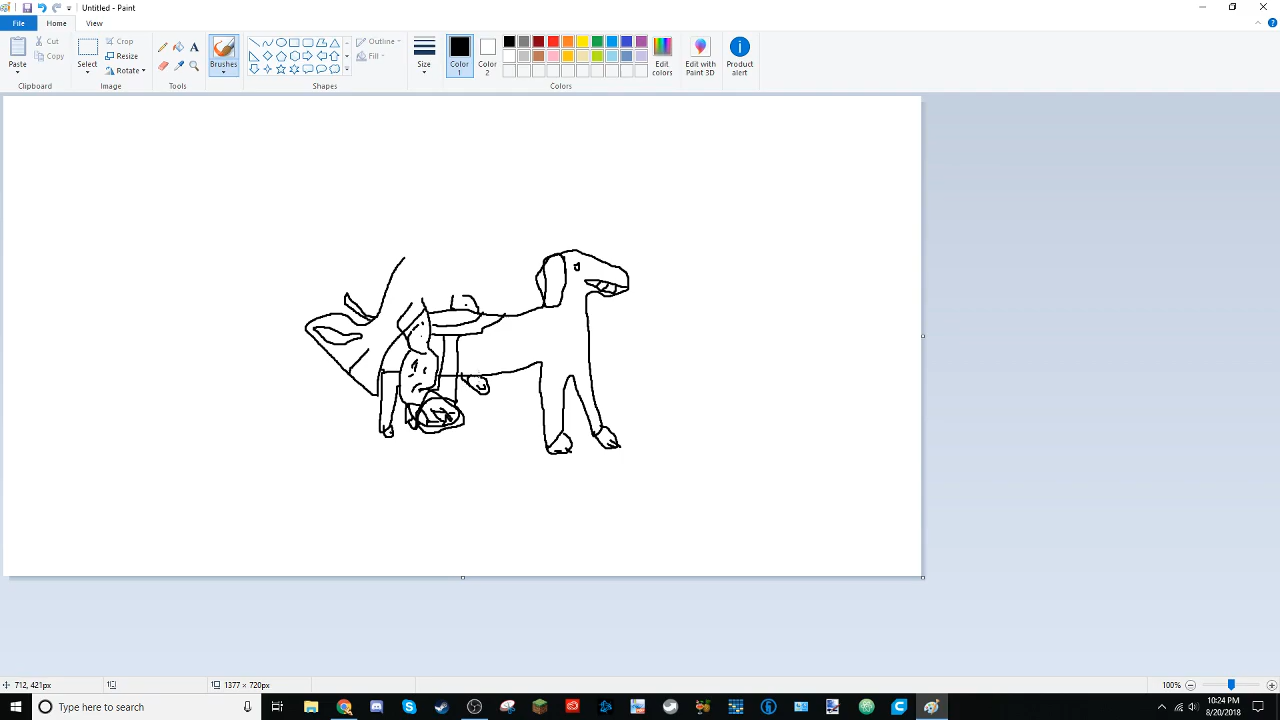 Untitled - Paint
File Home View
Paste
Cut
Copy
Clipboard
Select
Crop
Resize
Rotate
Image
A
Tools
Brushes
Shapes
Outline
Fill
Size
Color 1
Color 2
Edit colors
Colors
Edit with Paint 3D
Product alert
712, 421px
1377 × 720px
100%
Type here to search
10:24 PM
8/20/2018